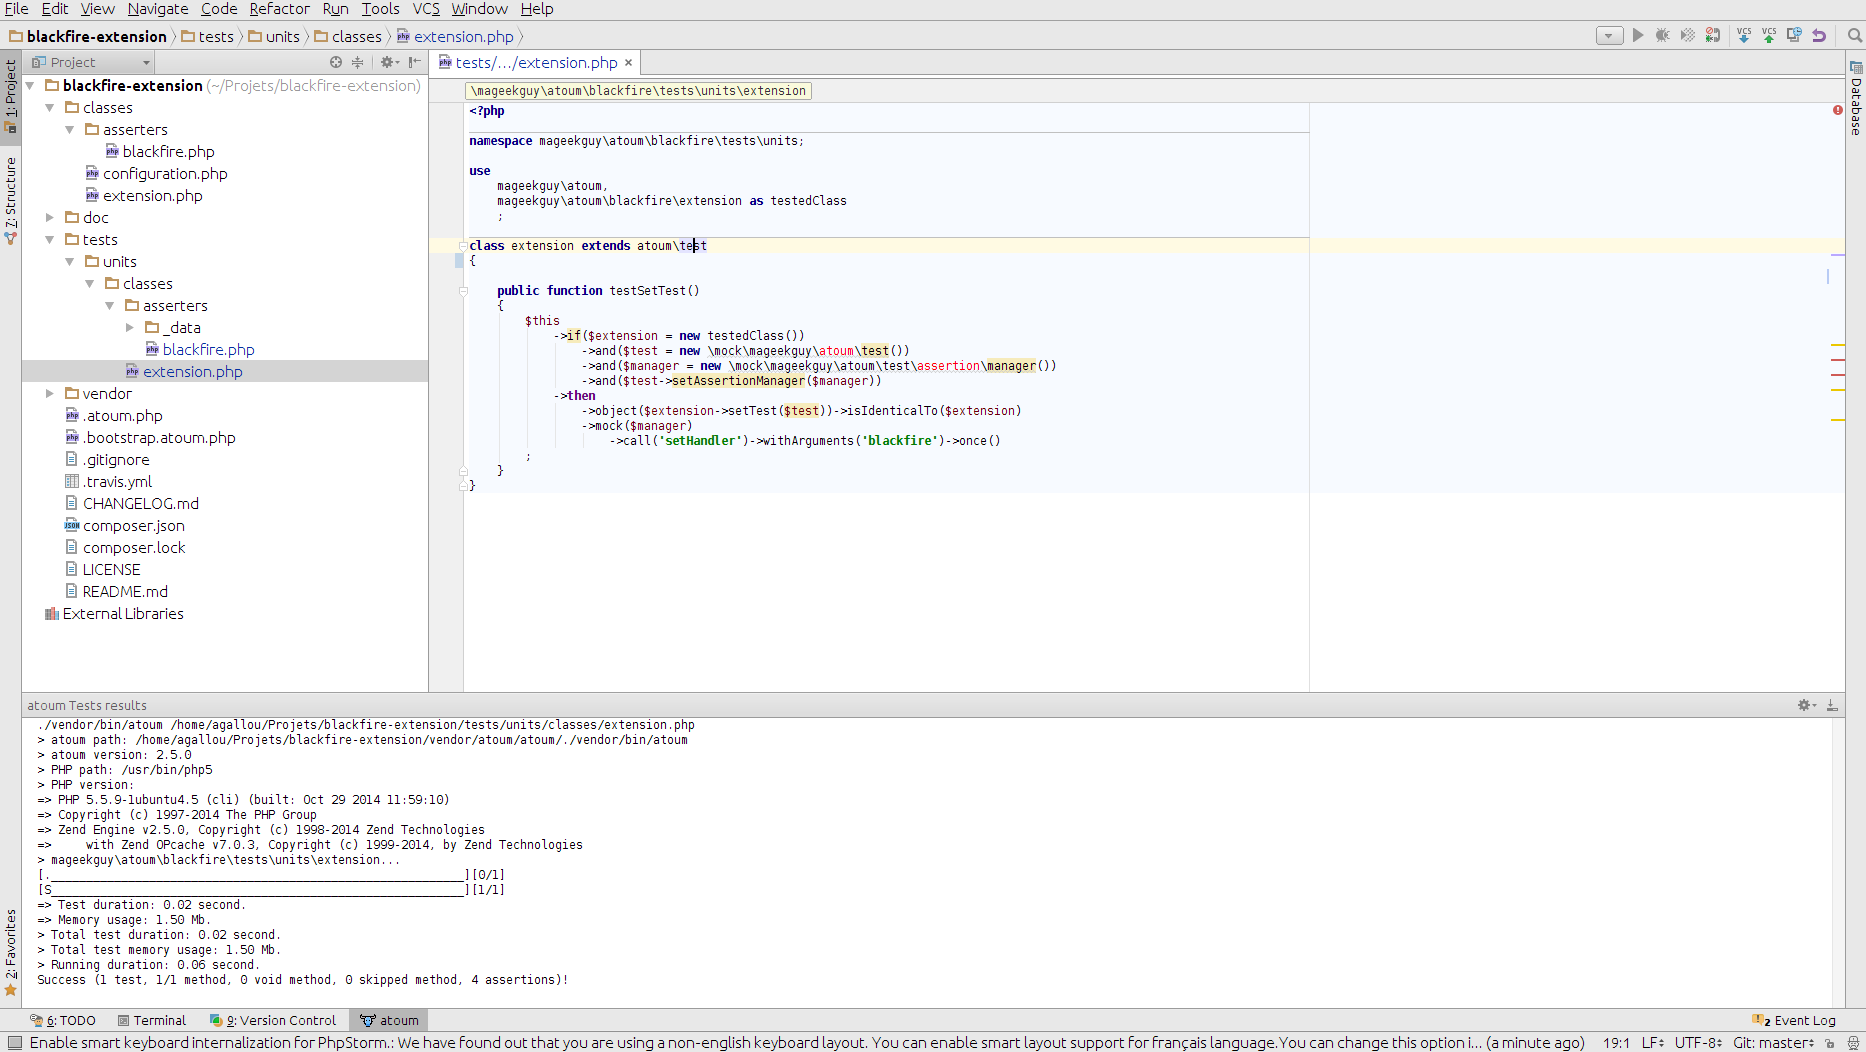 File Edit View Navigate Code Refactor Run Tools VCS Window Help
blackfire-extension tests units classes extension.php
VCS VCS
1: Project
7: Structure
2: Favorites
Database
Project
blackfire-extension (~/Projets/blackfire-extension)
classes
asserters
blackfire.php
configuration.php
extension.php
doc
tests
units
classes
asserters
_data
blackfire.php
extension.php
vendor
.atoum.php
.bootstrap.atoum.php
.gitignore
.travis.yml
CHANGELOG.md
composer.json
composer.lock
LICENSE
README.md
External Libraries
tests/.../extension.php
\mageekguy\atoum\blackfire\tests\units\extension
<?php
namespace mageekguy\atoum\blackfire\tests\units;
use
mageekguy\atoum,
mageekguy\atoum\blackfire\extension as testedClass
;
class extension extends atoum\test
{
public function testSetTest()
{
$this
->if($extension = new testedClass())
->and($test = new \mock\mageekguy\atoum\test())
->and($manager = new \mock\mageekguy\atoum\test\assertion\manager())
->and($test->setAssertionManager($manager))
->then
->object($extension->setTest($test))->isIdenticalTo($extension)
->mock($manager)
->call('setHandler')->withArguments('blackfire')->once()
;
}
}
atoum Tests results
./vendor/bin/atoum /home/agallou/Projets/blackfire-extension/tests/units/classes/extension.php
> atoum path: /home/agallou/Projets/blackfire-extension/vendor/atoum/atoum/./vendor/bin/atoum
> atoum version: 2.5.0
> PHP path: /usr/bin/php5
> PHP version:
=> PHP 5.5.9-1ubuntu4.5 (cli) (built: Oct 29 2014 11:59:10)
=> Copyright (c) 1997-2014 The PHP Group
=> Zend Engine v2.5.0, Copyright (c) 1998-2014 Zend Technologies
=>     with Zend OPcache v7.0.3, Copyright (c) 1999-2014, by Zend Technologies
> mageekguy\atoum\blackfire\tests\units\extension...
[.___________________________________________________________][0/1]
[S___________________________________________________________][1/1]
=> Test duration: 0.02 second.
=> Memory usage: 1.50 Mb.
> Total test duration: 0.02 second.
> Total test memory usage: 1.50 Mb.
> Running duration: 0.06 second.
Success (1 test, 1/1 method, 0 void method, 0 skipped method, 4 assertions)!
6: TODO Terminal 9: Version Control atoum 2 Event Log
Enable smart keyboard internalization for PhpStorm.: We have found out that you are using a non-english keyboard layout. You can enable smart layout support for français language.You can change this option i... (a minute ago) 19:1 LF UTF-8 Git: master